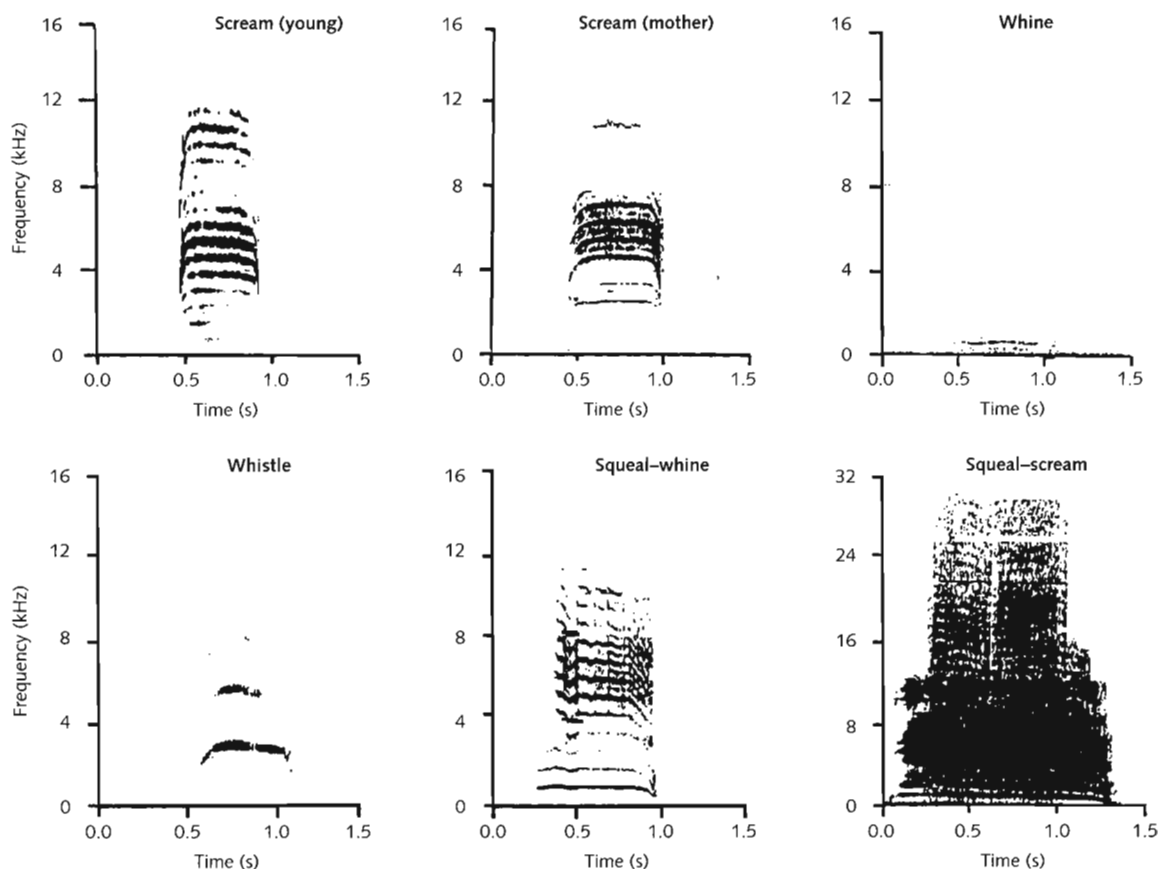 Scream (young)
Scream (mother)
Whine
16
12
8
4
0
Frequency (kHz)
0.0 0.5 1.0 1.5
Time (s)
16
12
8
4
0
0.0 0.5 1.0 1.5
Time (s)
16
12
8
4
0
0.0 0.5 1.0 1.5
Time (s)
Whistle
Squeal–whine
Squeal–scream
16
12
8
4
0
Frequency (kHz)
0.0 0.5 1.0 1.5
Time (s)
16
12
8
4
0
0.0 0.5 1.0 1.5
Time (s)
32
24
16
8
0
0.0 0.5 1.0 1.5
Time (s)